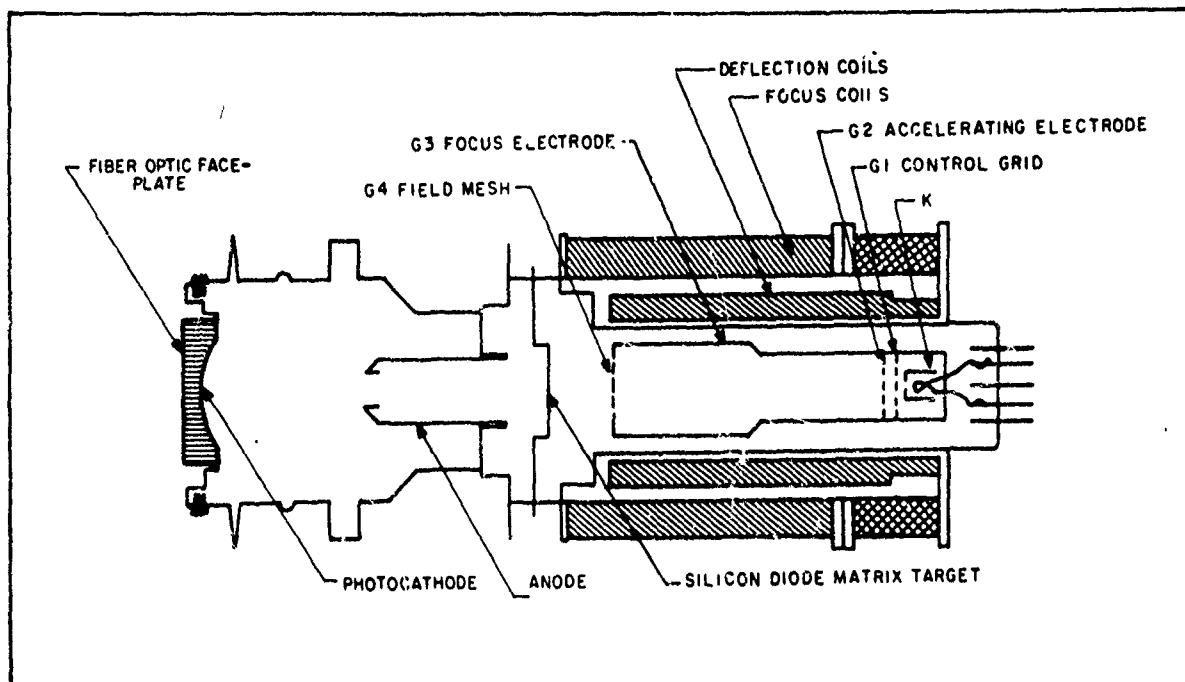 DEFLECTION COILS
FOCUS COILS
G2 ACCELERATING ELECTRODE
G3 FOCUS ELECTRODE
G1 CONTROL GRID
FIBER OPTIC FACE-
PLATE
G4 FIELD MESH
K
PHOTOCATHODE
ANODE
SILICON DIODE MATRIX TARGET